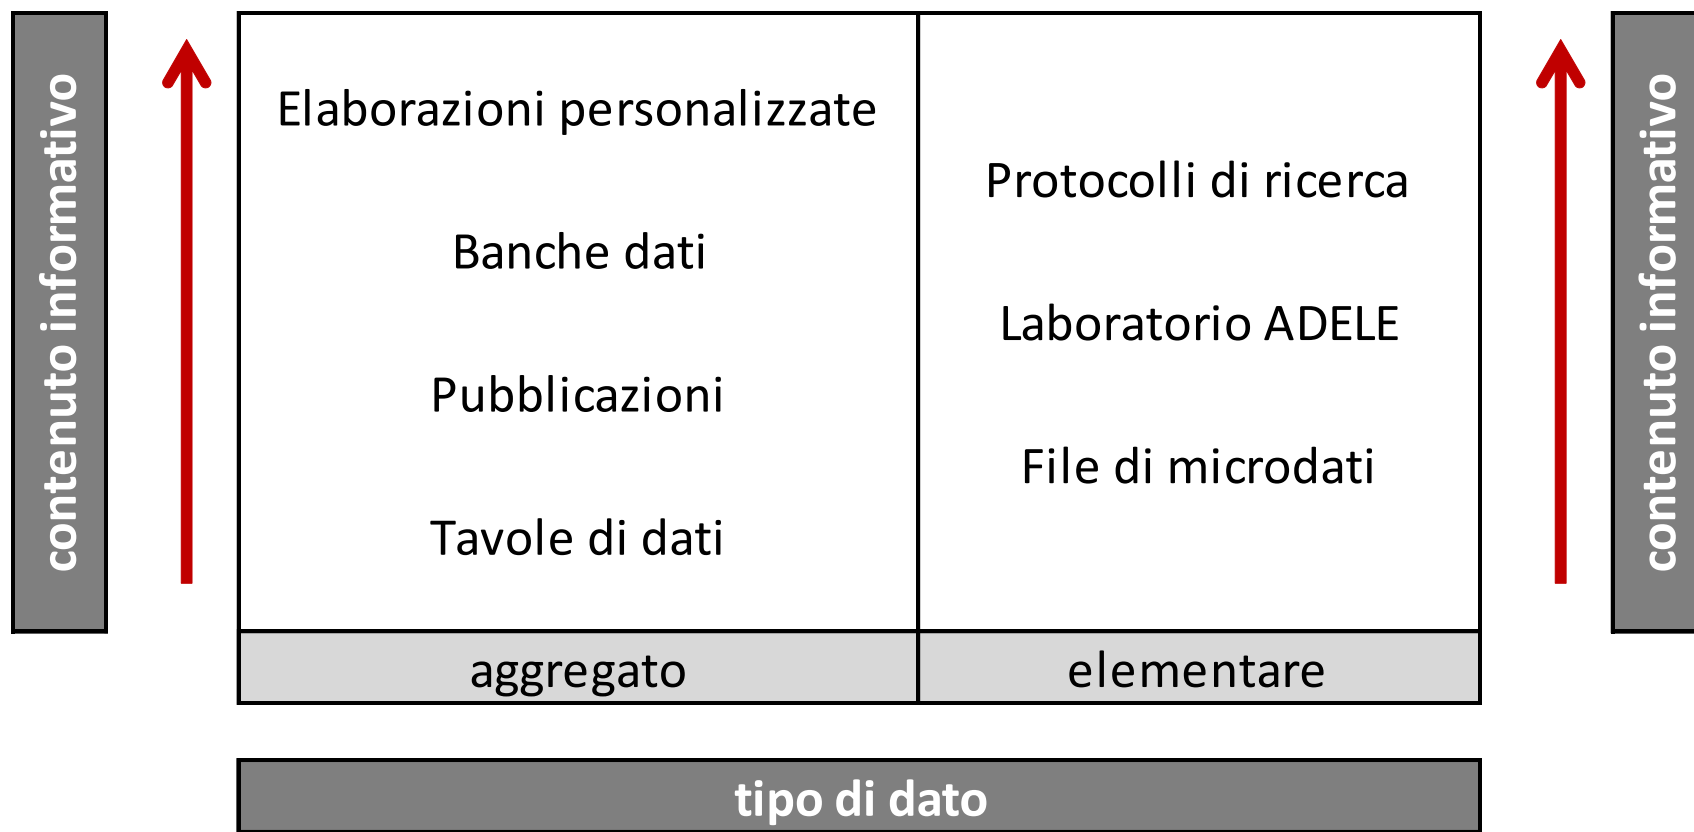 contenuto informativo
Elaborazioni personalizzate
Banche dati
Pubblicazioni
Tavole di dati
aggregato
Protocolli di ricerca
Laboratorio ADELE
File di microdati
elementare
contenuto informativo
tipo di dato